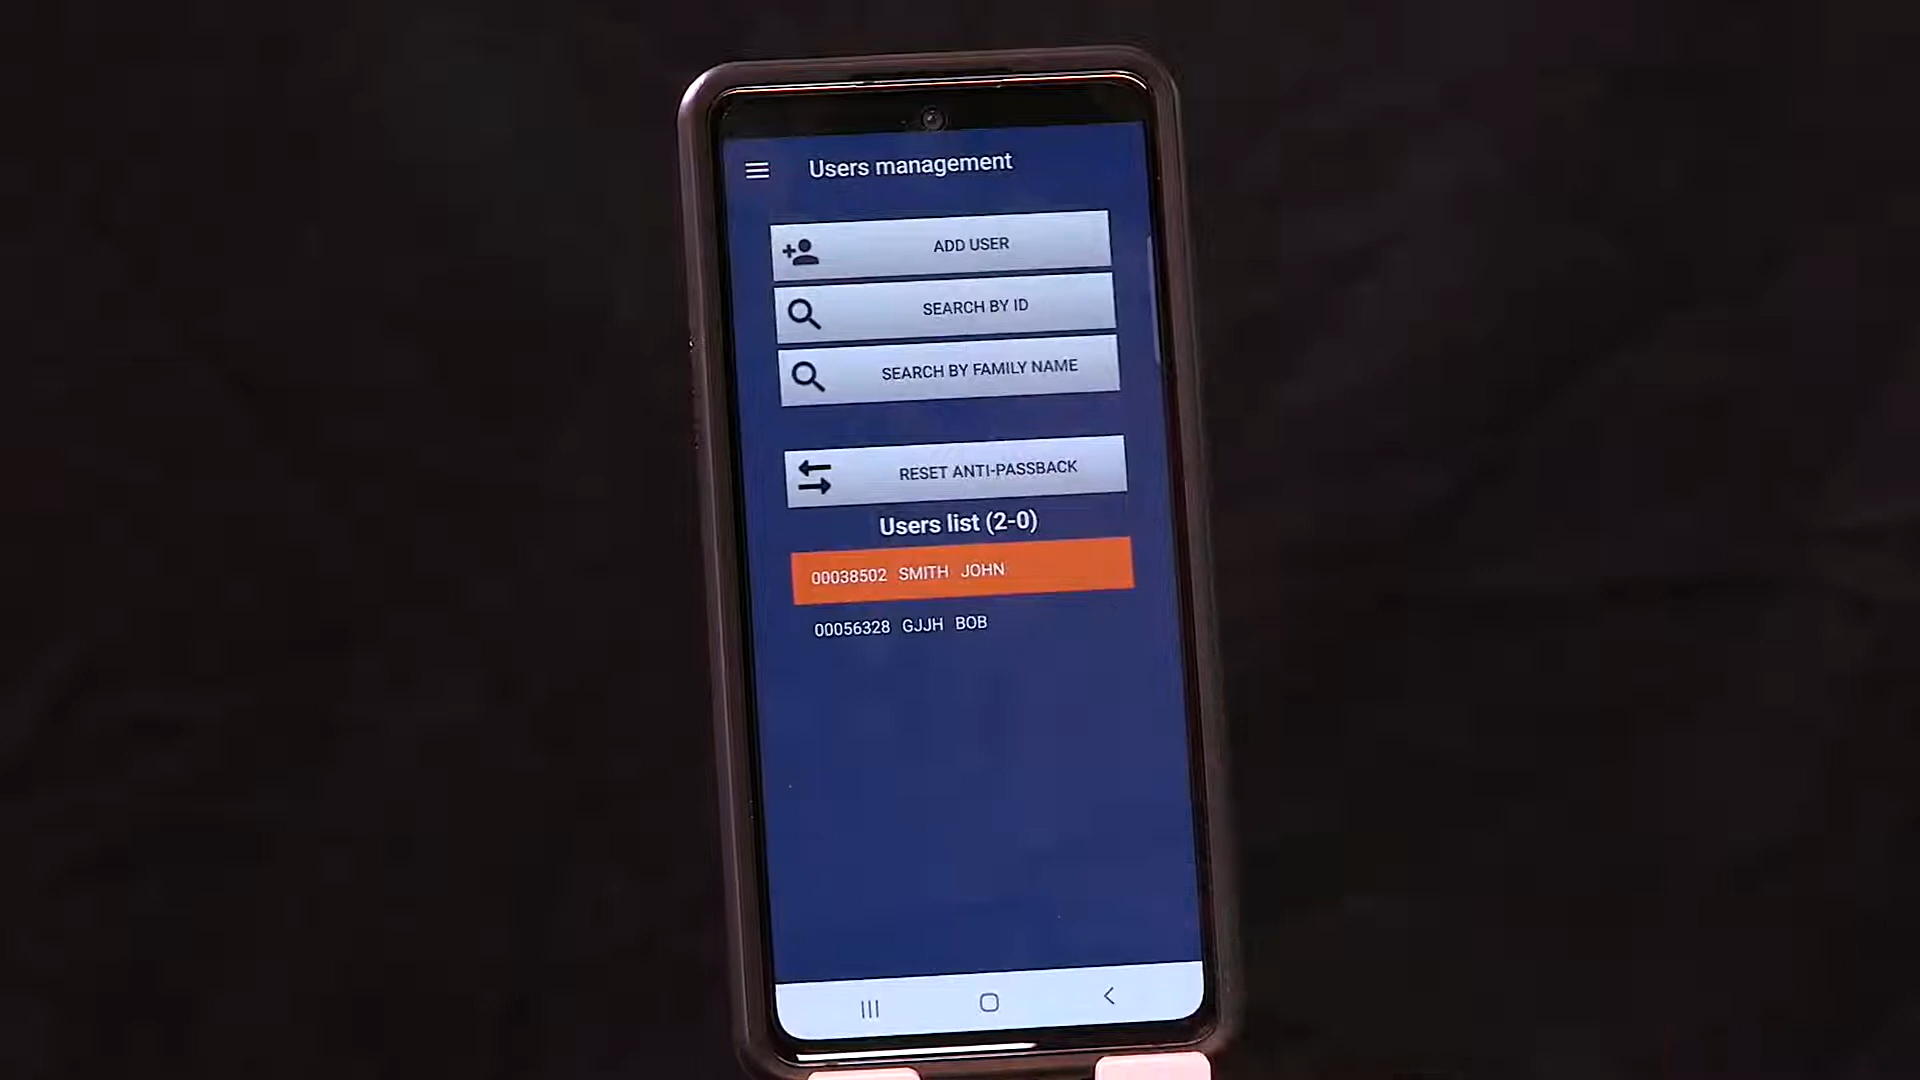 Users management
ADD USER
SEARCH BY ID
SEARCH BY FAMILY NAME
RESET ANTI-PASSBACK
Users list (2-0)
00038502 SMITH JOHN
00056328 GJJH BOB